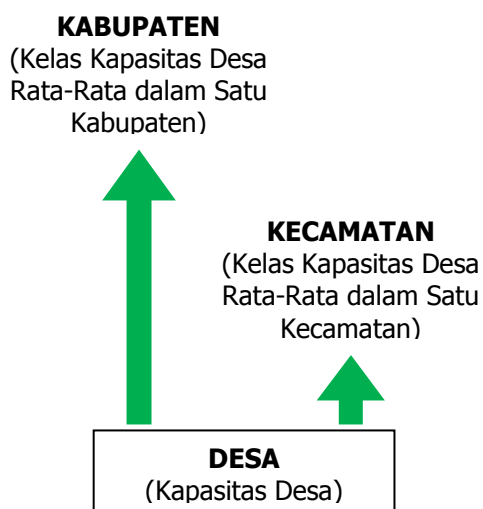 KABUPATEN
(Kelas Kapasitas Desa
Rata-Rata dalam Satu
Kabupaten)
KECAMATAN
(Kelas Kapasitas Desa
Rata-Rata dalam Satu
Kecamatan)
DESA
(Kapasitas Desa)